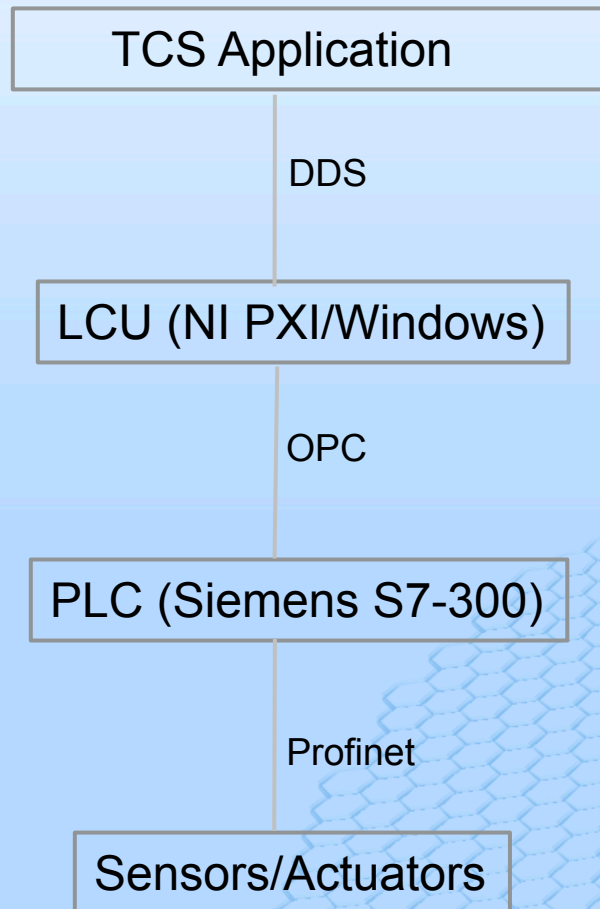 TCS Application
DDS
LCU (NI PXI/Windows)
OPC
PLC (Siemens S7-300)
Profinet
Sensors/Actuators